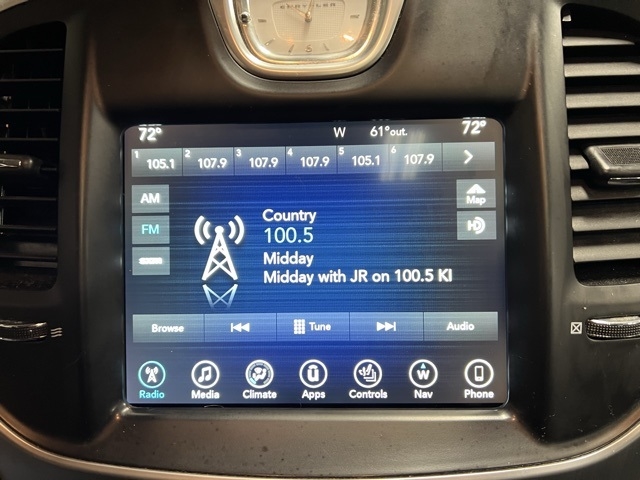 CHRYSLER
72° W 61°out. 72°
1 105.1 2 107.9 3 107.9 4 107.9 5 105.1 6 107.9
AM
Map
FM
HD
Country
100.5
Midday
Midday with JR on 100.5 KI
Browse Tune Audio
W
Radio Media Climate Apps Controls Nav Phone